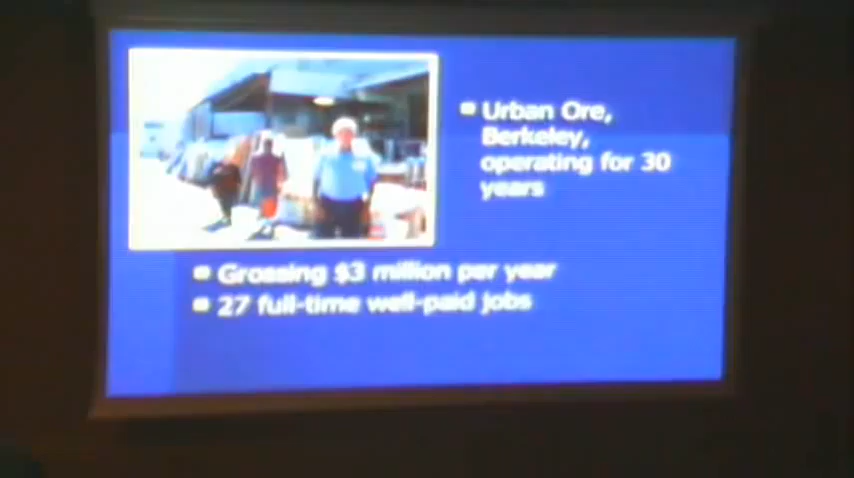 Urban Ore,
Berkeley,
operating for 30
years
Grossing $3 million per year
27 full-time well-paid jobs